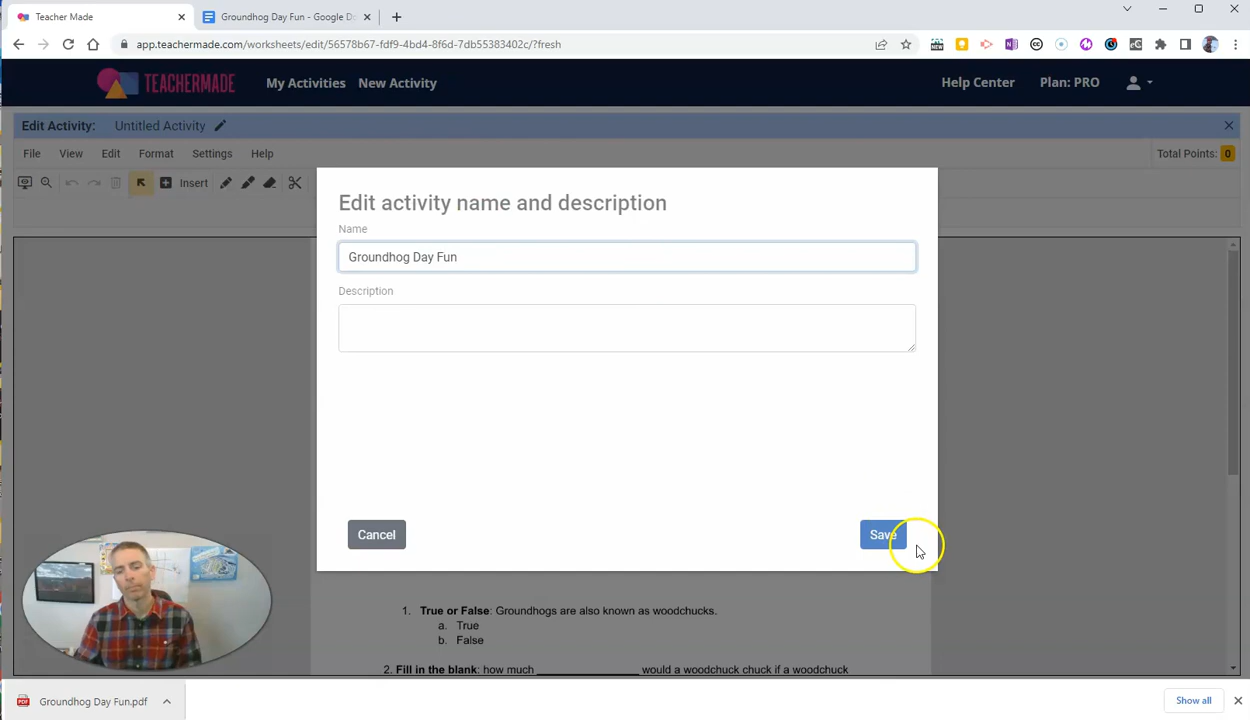 Teacher Made
Groundhog Day Fun - Google D
app.teachermade.com/worksheets/edit/56578b67-fdf9-4bd4-8f6d-7db55383402c/?fresh
TEACHERMADE My Activities New Activity Help Center Plan: PRO
Edit Activity: Untitled Activity
File View Edit Format Settings Help Total Points: 0
Insert
Edit activity name and description
Name
Groundhog Day Fun
Description
Cancel Save
1. True or False: Groundhogs are also known as woodchucks.
a. True
b. False
2. Fill in the blank: how much would a woodchuck chuck if a woodchuck
Groundhog Day Fun.pdf Show all